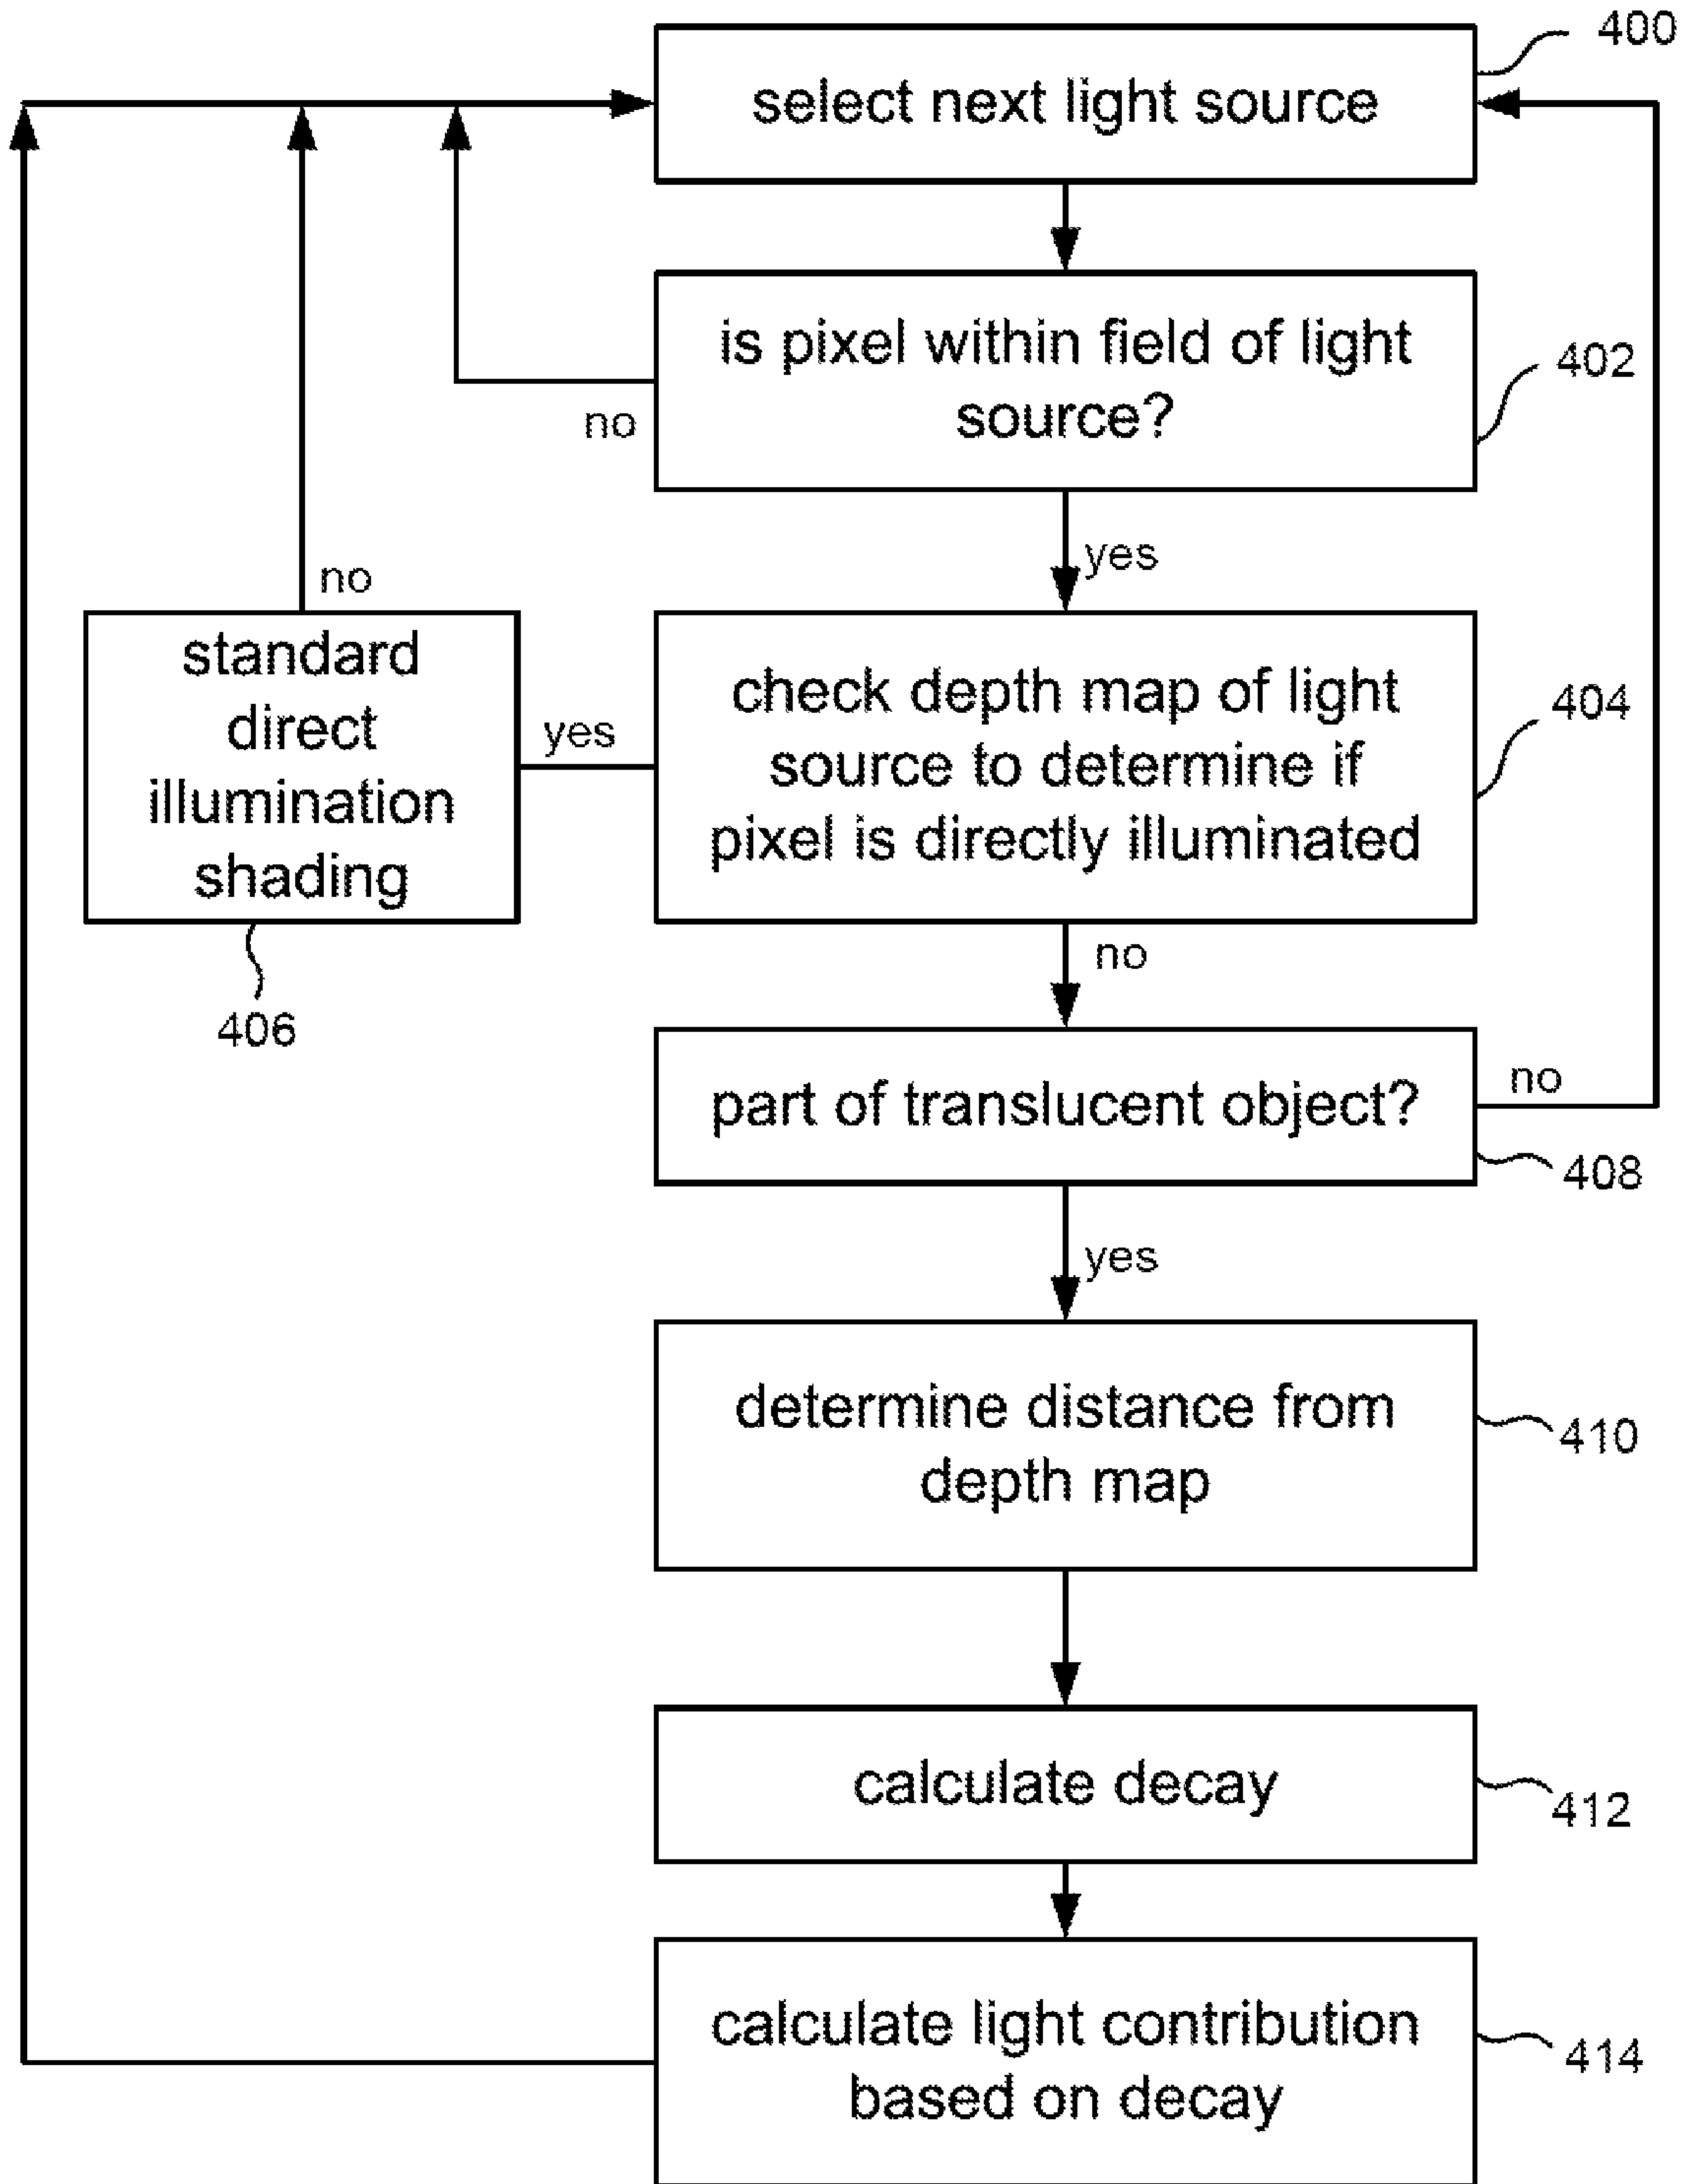 400
select next light source
is pixel within field of light
source?
402
no
yes
no
standard
direct
illumination
shading
406
yes
check depth map of light
source to determine if
pixel is directly illuminated
404
no
part of translucent object?
no
408
yes
determine distance from
depth map
410
calculate decay
412
calculate light contribution
based on decay
414